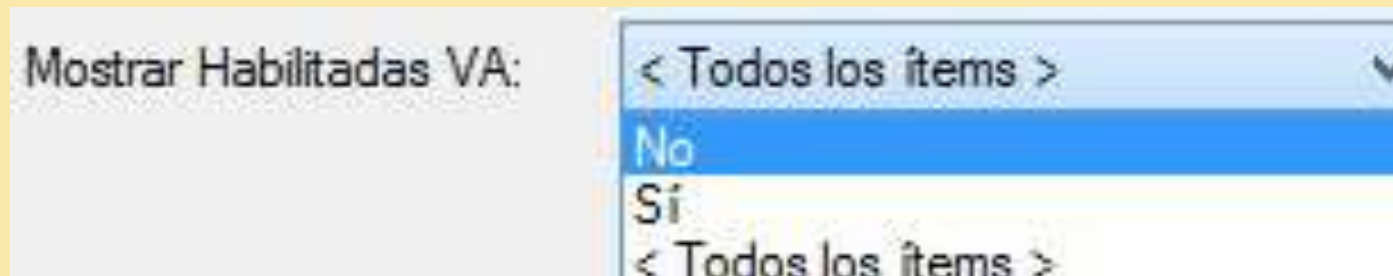 Mostrar Habilitadas VA: < Todos los ítems >
No
Sí
< Todos los ítems >